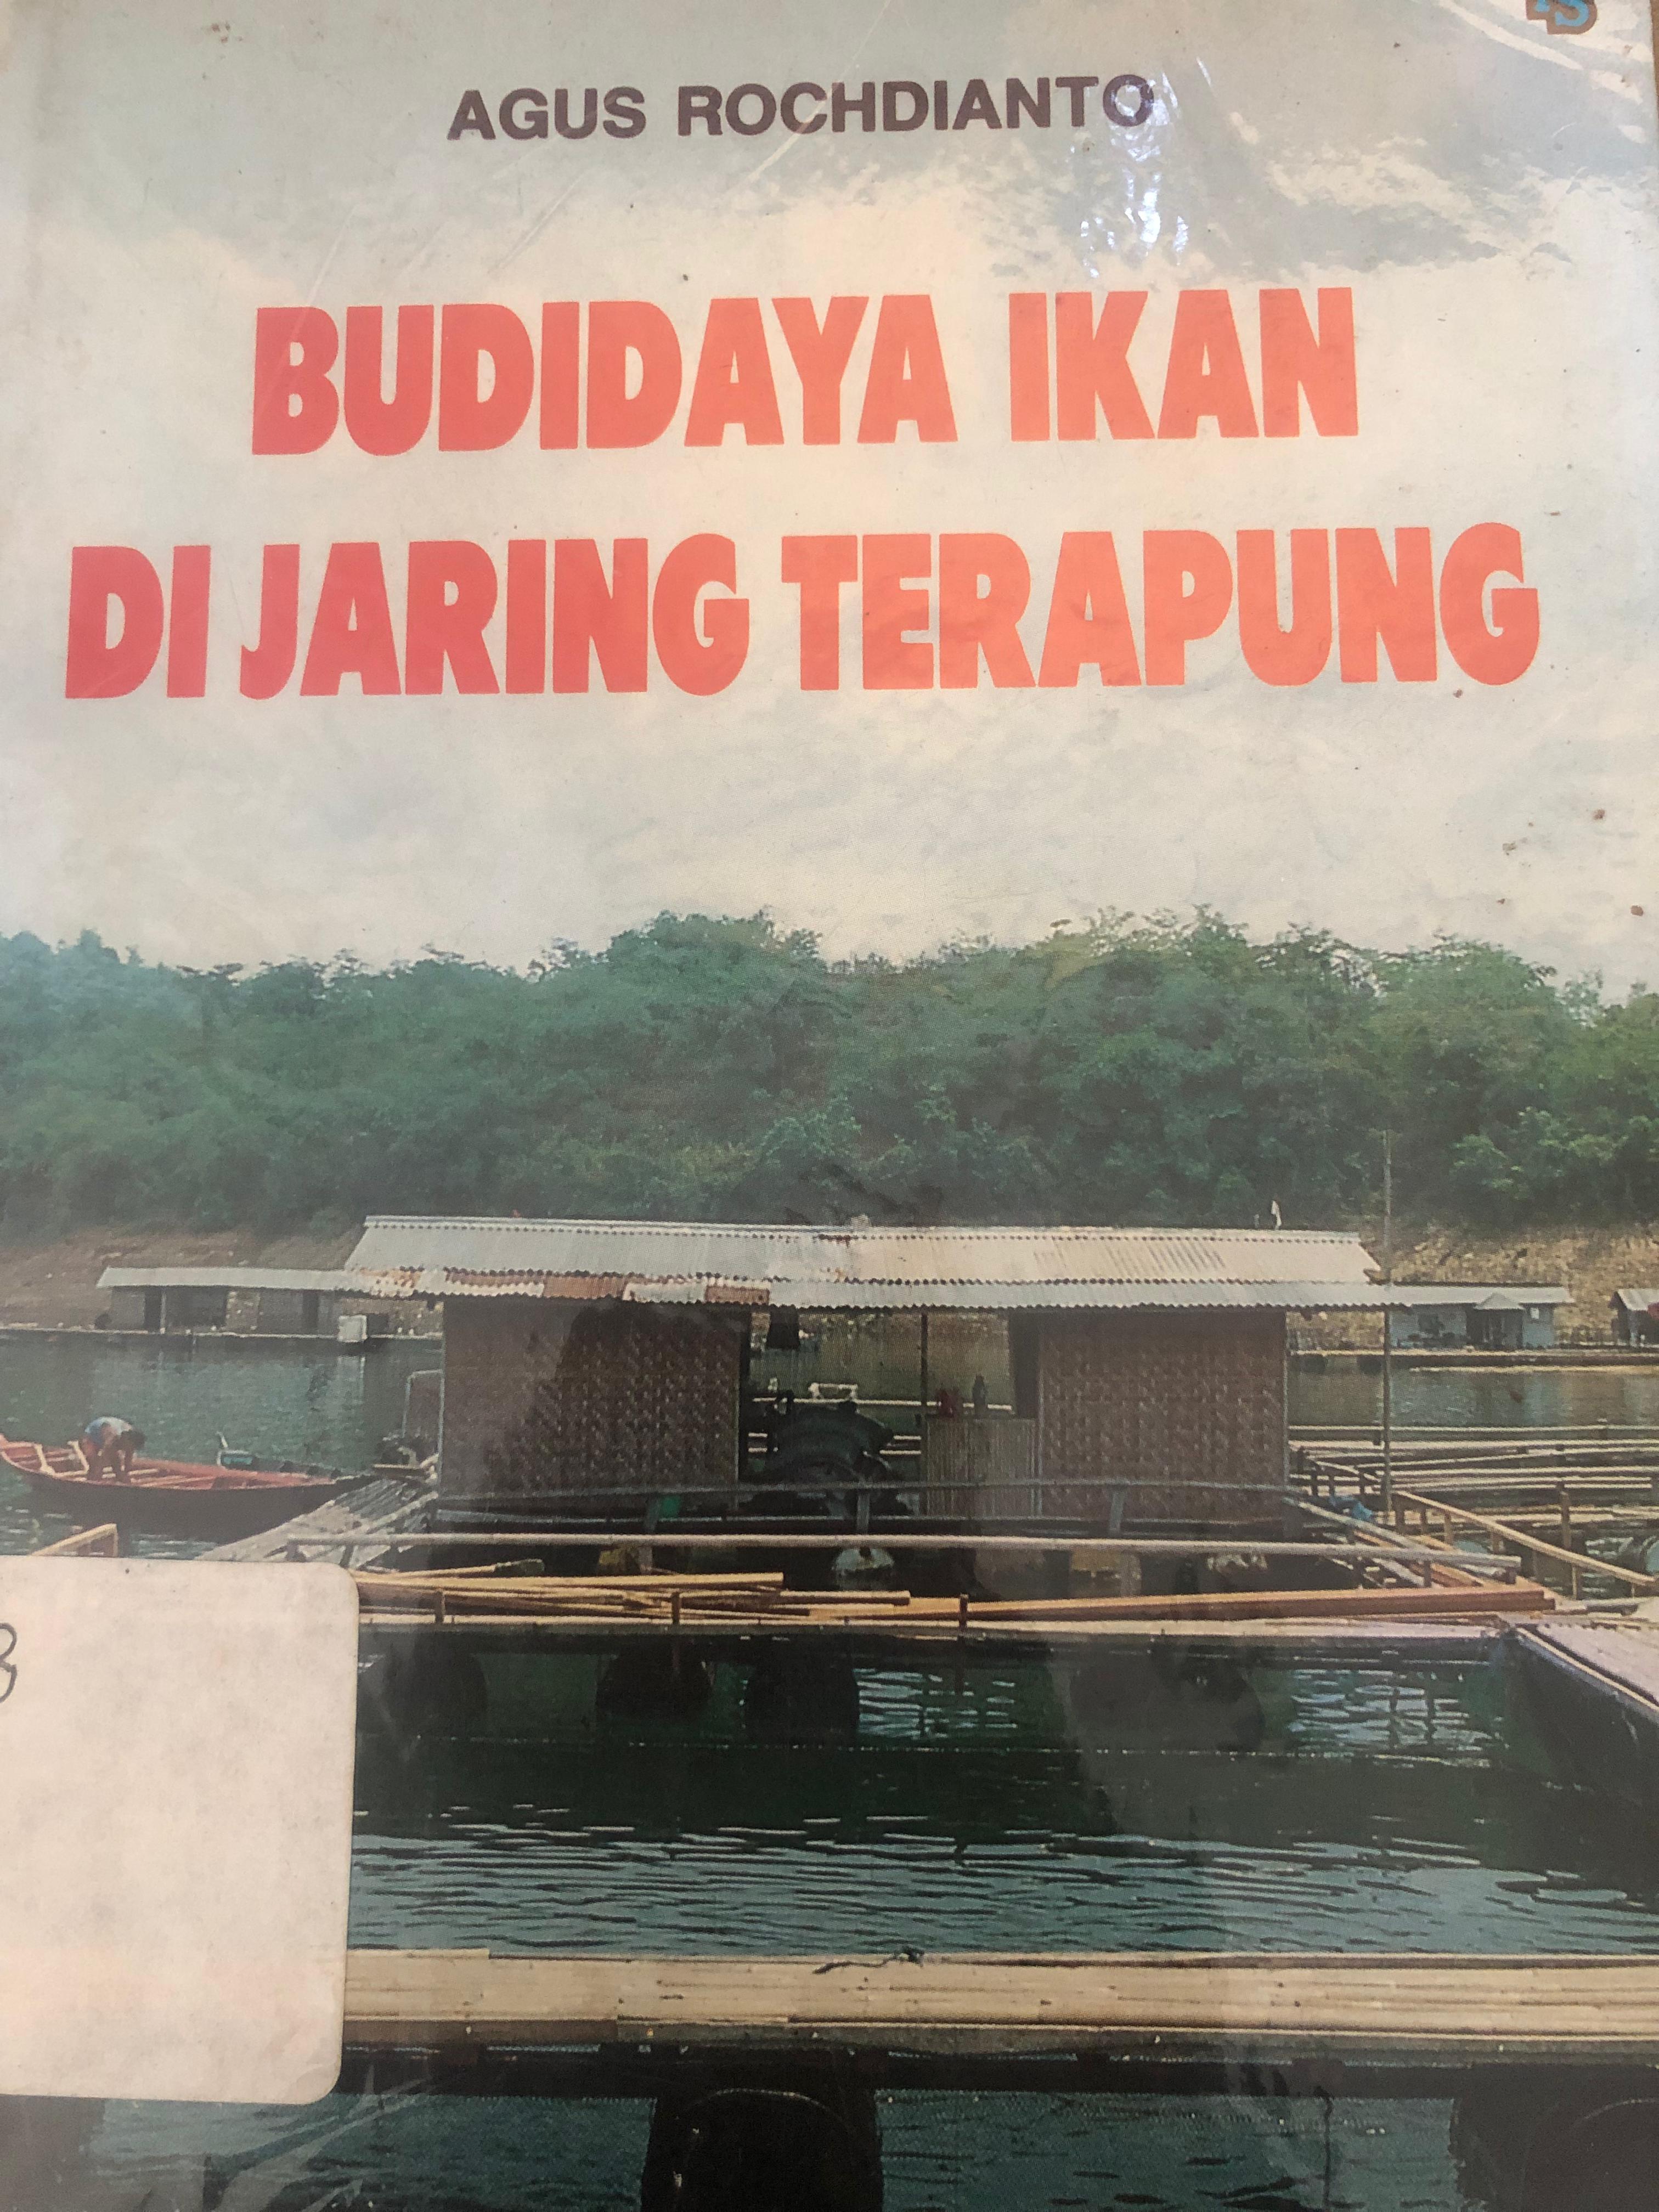 AGUS ROCHDIANTO
BUDIDAYA IKAN
DI JARING TERAPUNG